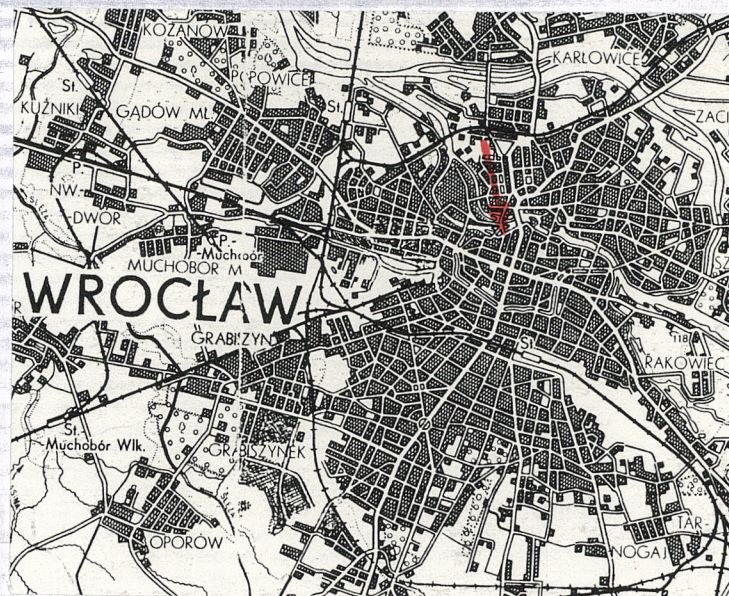 KOZANÓW
POPOWICE
KARŁOWICE
St.
St.
KUŹNIKI
GĄDÓW MŁ.
P.
NW.-
DWÓR
P.-
Muchobór
MUCHOBÓR M
WROCŁAW
GRABISZYN
St
118
RAKOWIEC
St.
Muchobór Wlk.
GRABISZYNEK
OPORÓW
TAR-
NOGAJ